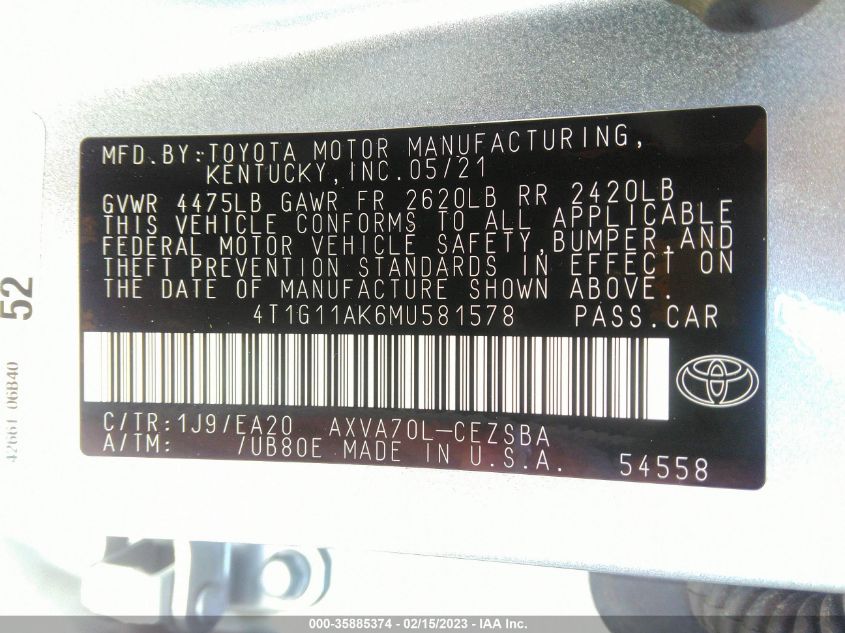 MFD.BY:TOYOTA MOTOR MANUFACTURING,
KENTUCKY, INC.05/21
GVWR 4475LB GAWR FR 2620LB RR 2420LB
THIS VEHICLE CONFORMS TO ALL APPLICABLE
FEDERAL MOTOR VEHICLE SAFETY,BUMPER,AND
THEFT PREVENTION STANDARDS IN EFFECT ON
THE DATE OF MANUFACTURE SHOWN ABOVE.
4T1G11AK6MU581578 PASS.CAR
C/TR:1J9/EA20 AXVA70L-CEZSBA
A/TM: /UB80E MADE IN U.S.A. 54558
52
42661 06B40
000-35885374 - 02/15/2023 - IAA Inc.